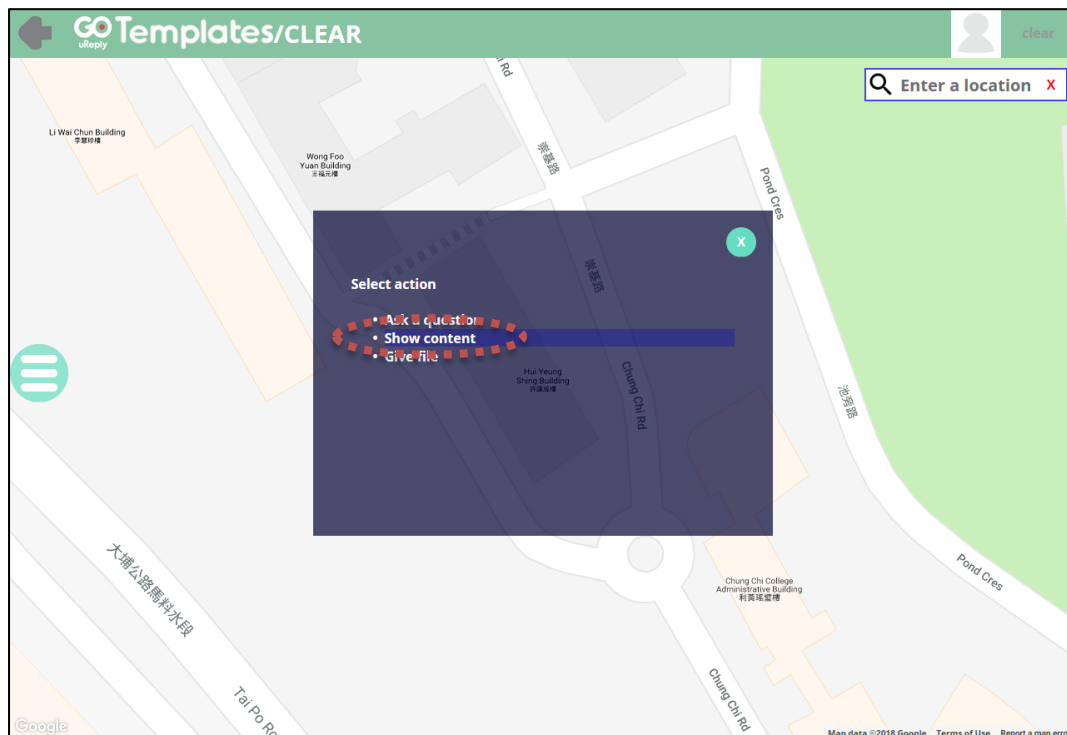 GO
uReply
Templates/CLEAR
clear
Enter a location X
Li Wai Chun Building
李慧珍樓
Wong Foo
Yuan Building
王福元樓
崇基路
Pond Cres
X
Select action
• Ask a question
• Show content
• Give file
崇基路
Hui Yeung
Shing Building
許讓成樓
Chung Chi Rd
池旁路
大埔公路馬料水段
Chung Chi College
Administrative Building
利黃瑤璧樓
Pond Cres
Tai Po Ro
Chung Chi Rd
Google
Map data ©2018 Google Terms of Use Report a map erro